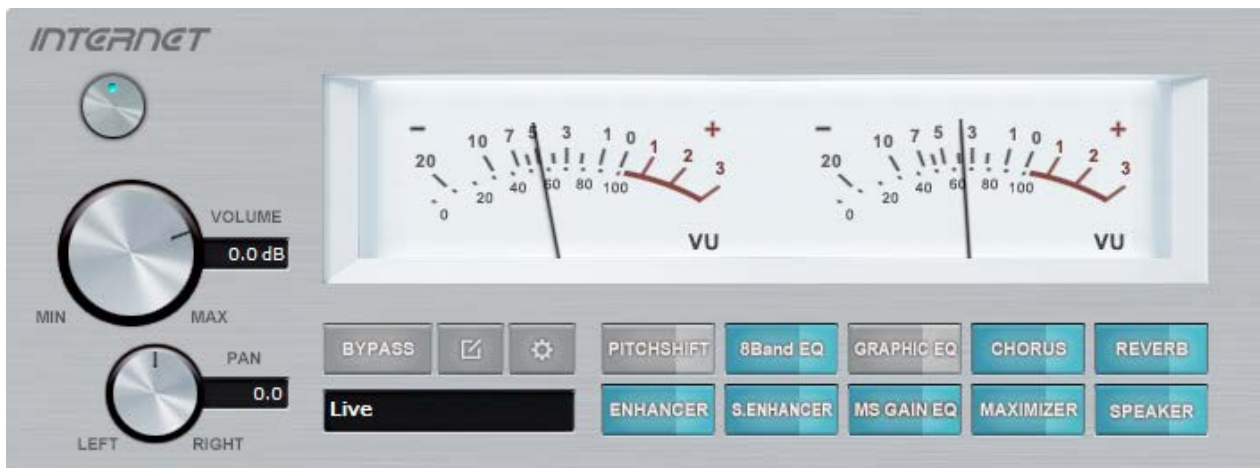 INTERNET
VOLUME
0.0 dB
MIN MAX
PAN
0.0
LEFT RIGHT
- 20 10 7 5 3 1 0 1 2 3 +
0 20 40 60 80 100
VU
- 20 10 7 5 3 1 0 1 2 3 +
0 20 40 60 80 100
VU
BYPASS
PITCHSHIFT 8Band EQ GRAPHIC EQ CHORUS REVERB
Live
ENHANCER S.ENHANCER MS GAIN EQ MAXIMIZER SPEAKER